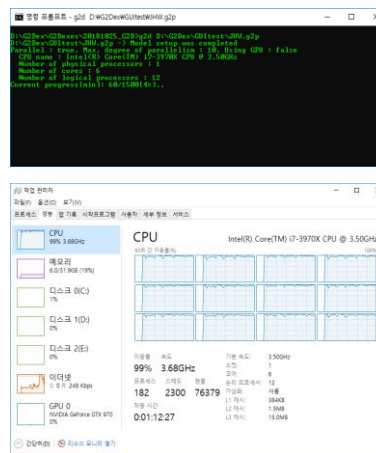 명령 프롬프트 - g2d D:\G2Dex\GUItest\JHW.g2p
D:\G2Dex\G2Dexes\20181025_G2D>g2d D:\G2Dex\GUItest\JHW.g2p
D:\G2Dex\GUItest\JHW.g2p -> Model setup was completed
Parallel : true, Max. degree of parallelism : 10, Using GPU : false
CPU name : Intel(R) Core(TM) i7-3970X CPU @ 3.50GHz
Number of physical processors : 1
Number of cores : 6
Number of logical processors : 12
Current progress[min]: 60/1500[4%]..
작업 관리자
파일(F) 옵션(O) 보기(V)
프로세스 성능 앱 기록 시작프로그램 사용자 세부 정보 서비스
CPU
99% 3.68GHz
메모리
6.0/31.9GB (19%)
디스크 0(C:)
1%
디스크 1(D:)
0%
디스크 2(E:)
0%
이더넷
S: 0 R: 248 Kbps
GPU 0
NVIDIA GeForce GTX 970
0%
CPU Intel(R) Core(TM) i7-3970X CPU @ 3.50GHz
60초 간 이용률(%) 100%
이용률 속도
99% 3.68GHz
프로세스 스레드 핸들
182 2300 76379
작동 시간
0:01:12:27
기본 속도: 3.50GHz
소켓: 1
코어: 6
논리 프로세서: 12
가상화: 사용
L1 캐시: 384KB
L2 캐시: 1.5MB
L3 캐시: 15.0MB
간단히(D) 리소스 모니터 열기